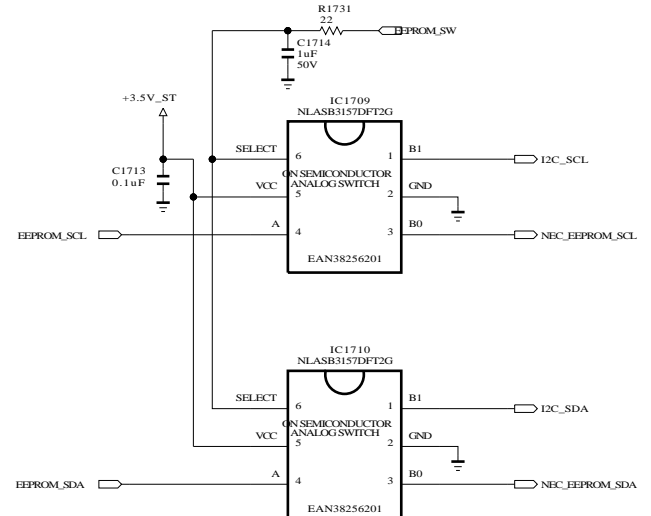 R1731
22
EEPROM_SW
C1714
1uF
50V
+3.5V_ST
IC1709
NLASB3157DFT2G
C1713
0.1uF
SELECT 6 1 B1 I2C_SCL
ON SEMICONDUCTOR
ANALOG SWITCH
VCC 5 2 GND
EEPROM_SCL A 4 3 B0 NEC_EEPROM_SCL
EAN38256201
IC1710
NLASB3157DFT2G
SELECT 6 1 B1 I2C_SDA
ON SEMICONDUCTOR
ANALOG SWITCH
VCC 5 2 GND
EEPROM_SDA A 4 3 B0 NEC_EEPROM_SDA
EAN38256201